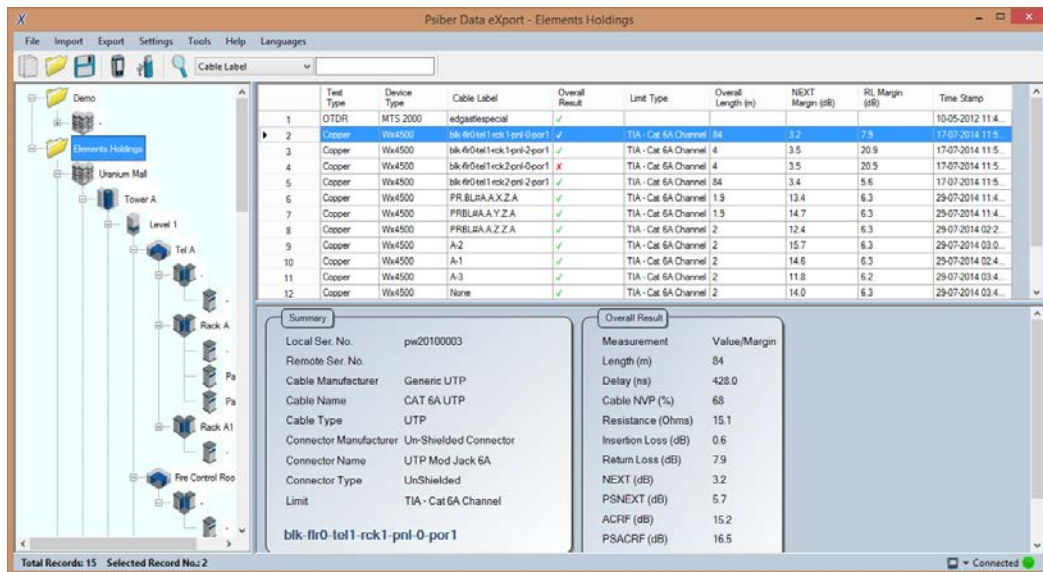 X
Psiber Data eXport - Elements Holdings
File Import Export Settings Tools Help Languages
Cable Label
Demo
-
Elements Holdings
Uranium Mall
Tower A
Level 1
Tel A
-
-
Rack A
-
Pa
Pa
Rack A1
-
Fire Control Roo
-
-
Test Type Device Type Cable Label Overall Result Limit Type Overall Length (m) NEXT Margin (dB) RL Margin (dB) Time Stamp
1 OTDR MTS 2000 edgastlespecial ✓ 10-05-2012 11:4...
2 Copper Wx4500 blk-flr0-tel1-rck1-pnl-0-por1 ✓ TIA - Cat 6A Channel 84 3.2 7.9 17-07-2014 11:5...
3 Copper Wx4500 blk-flr0-tel1-rck1-pnl-2-por1 ✓ TIA - Cat 6A Channel 4 3.5 20.9 17-07-2014 11:5...
4 Copper Wx4500 blk-flr0-tel1-rck2-pnl-0-por1 ✗ TIA - Cat 6A Channel 4 3.5 20.9 17-07-2014 11:5...
5 Copper Wx4500 blk-flr0-tel1-rck2-pnl-2-por1 ✓ TIA - Cat 6A Channel 84 3.4 5.6 17-07-2014 11:5...
6 Copper Wx4500 PR.BL#A.A.X.Z.A ✓ TIA - Cat 6A Channel 1.9 13.4 6.3 29-07-2014 11:4...
7 Copper Wx4500 PRBL#A.A.Y.Z.A ✓ TIA - Cat 6A Channel 1.9 14.7 6.3 29-07-2014 11:4...
8 Copper Wx4500 PRBL#A.A.Z.Z.A ✓ TIA - Cat 6A Channel 2 12.4 6.3 29-07-2014 02:2...
9 Copper Wx4500 A-2 ✓ TIA - Cat 6A Channel 2 15.7 6.3 29-07-2014 03:0...
10 Copper Wx4500 A-1 ✓ TIA - Cat 6A Channel 2 14.6 6.3 29-07-2014 02:4...
11 Copper Wx4500 A-3 ✓ TIA - Cat 6A Channel 2 11.8 6.2 29-07-2014 03:4...
12 Copper Wx4500 None ✓ TIA - Cat 6A Channel 2 14.0 6.3 29-07-2014 03:4...
Summary
Local Ser. No. pw20100003
Remote Ser. No.
Cable Manufacturer Generic UTP
Cable Name CAT 6A UTP
Cable Type UTP
Connector Manufacturer Un-Shielded Connector
Connector Name UTP Mod Jack 6A
Connector Type UnShielded
Limit TIA - Cat 6A Channel
blk-flr0-tel1-rck1-pnl-0-por1
Overall Result
Measurement Value/Margin
Length (m) 84
Delay (ns) 428.0
Cable NVP (%) 68
Resistance (Ohms) 15.1
Insertion Loss (dB) 0.6
Return Loss (dB) 7.9
NEXT (dB) 3.2
PSNEXT (dB) 5.7
ACRF (dB) 15.2
PSACRF (dB) 16.5
Total Records: 15 Selected Record No.: 2
Connected